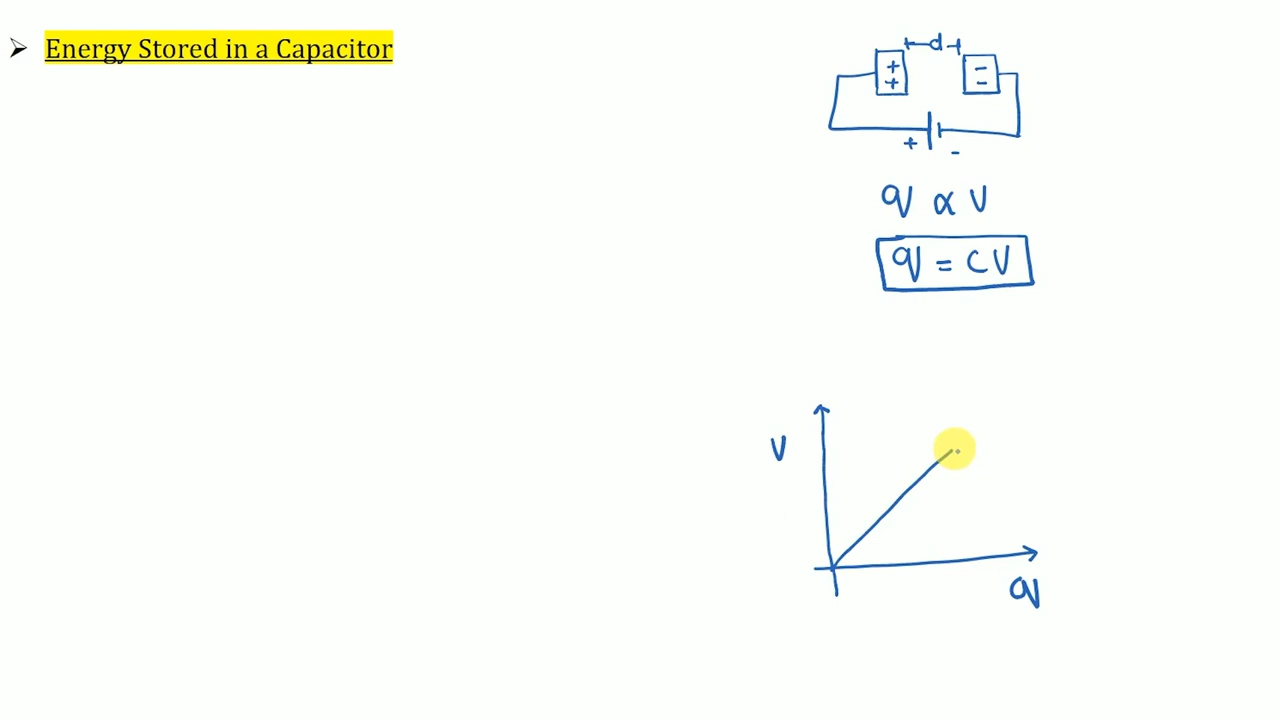 ➢ Energy Stored in a Capacitor
d
+ -
+ -
+ -
q ∝ V
q = CV
V
q